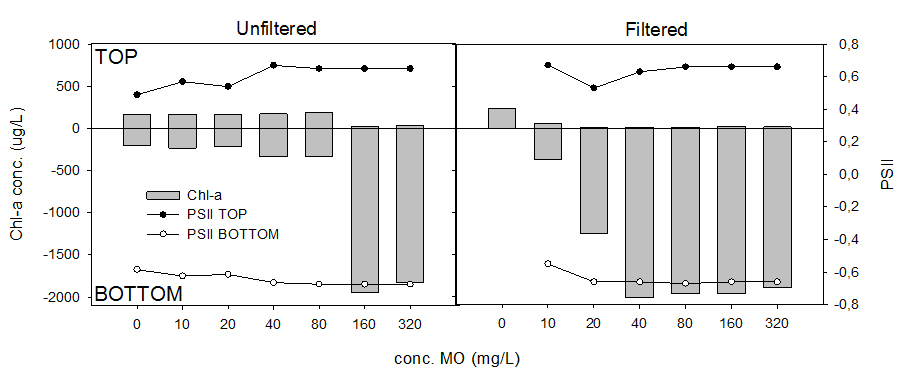 Unfiltered Filtered
1000 TOP 0,8
500 0,6
0,4
0 0,2
-500 0,0
Chl-a
-1000 PSII TOP -0,2
PSII BOTTOM
-1500 -0,4
-0,6
-2000 BOTTOM -0,8
Chl-a conc. (ug/L)
PSII
0 10 20 40 80 160 320 0 10 20 40 80 160 320
conc. MO (mg/L)